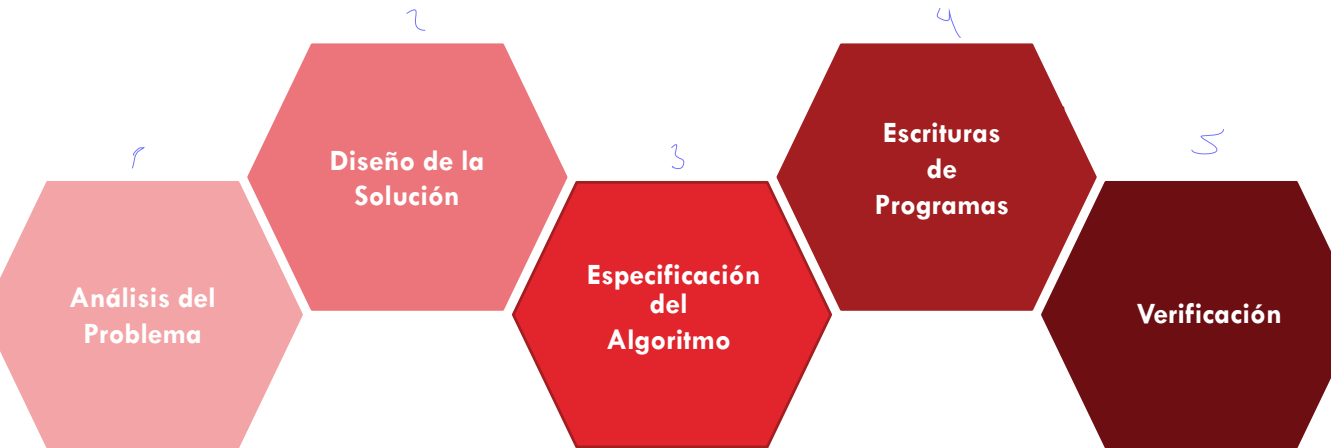 1
Análisis del
Problema
2
Diseño de la
Solución
3
Especificación
del
Algoritmo
4
Escrituras
de
Programas
5
Verificación